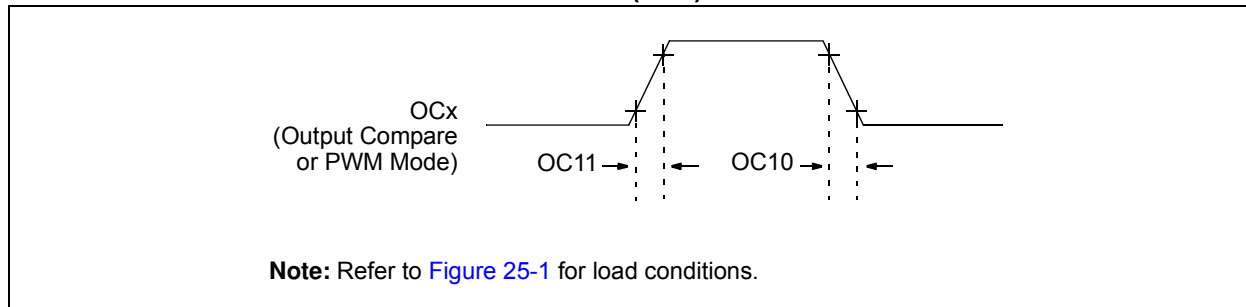 OCx
(Output Compare
or PWM Mode)
OC11
OC10
Note: Refer to Figure 25-1 for load conditions.